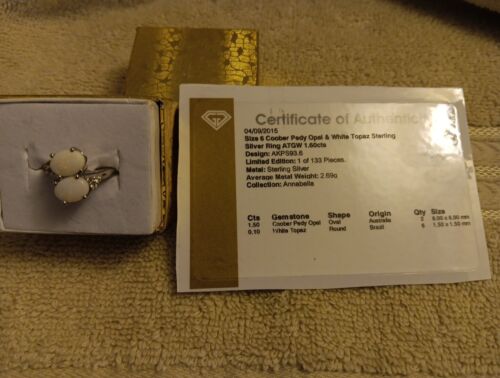 Certificate of Authentic
04/09/2015
Size 6 Coober Pedy Opal & White Topaz Sterling
Silver Ring ATGW 1.60cts
Design: AKPS93.6
Limited Edition: 1 of 133 Pieces.
Metal: Sterling Silver
Average Metal Weight: 2.69g
Collection: Annabella
Cts Gemstone Shape Origin Qty Size
1.50 Coober Pedy Opal Oval Australia 2 8.00 x 6.00 mm
0.10 White Topaz Round Brazil 6 1.50 x 1.50 mm